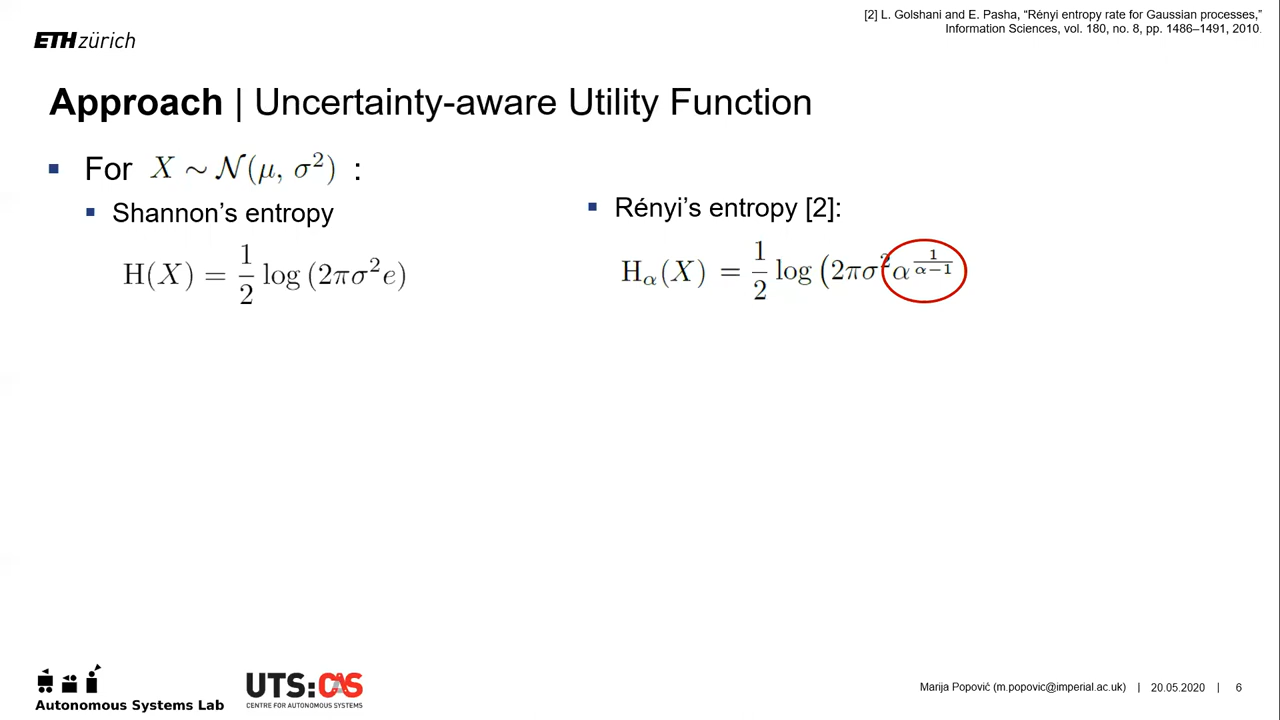 [2] L. Golshani and E. Pasha, “Rényi entropy rate for Gaussian processes,”
Information Sciences, vol. 180, no. 8, pp. 1486–1491, 2010.
ETH zürich
Approach | Uncertainty-aware Utility Function
▪ For X ∼ 𝒩(μ, σ²) :
▪ Shannon’s entropy
H(X) = 1/2 log (2πσ²e)
▪ Rényi’s entropy [2]:
H_α(X) = 1/2 log (2πσ²α^(1/(α−1))
Autonomous Systems Lab
UTS:CAS
CENTRE FOR AUTONOMOUS SYSTEMS
Marija Popović (m.popovic@imperial.ac.uk) | 20.05.2020 | 6